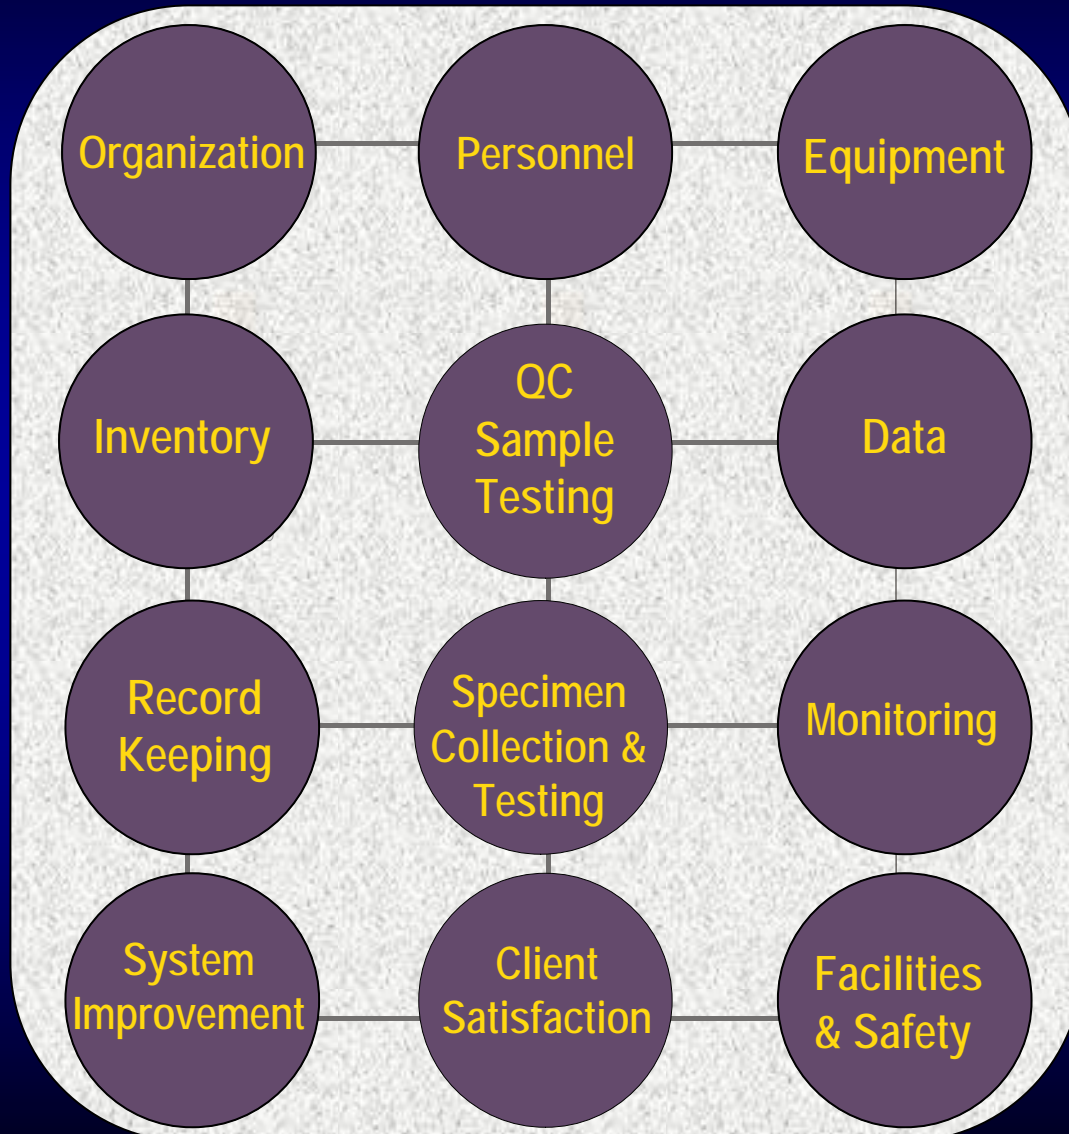 Organization
Personnel
Equipment
Inventory
QC
Sample
Testing
Data
Record
Keeping
Specimen
Collection &
Testing
Monitoring
System
Improvement
Client
Satisfaction
Facilities
& Safety